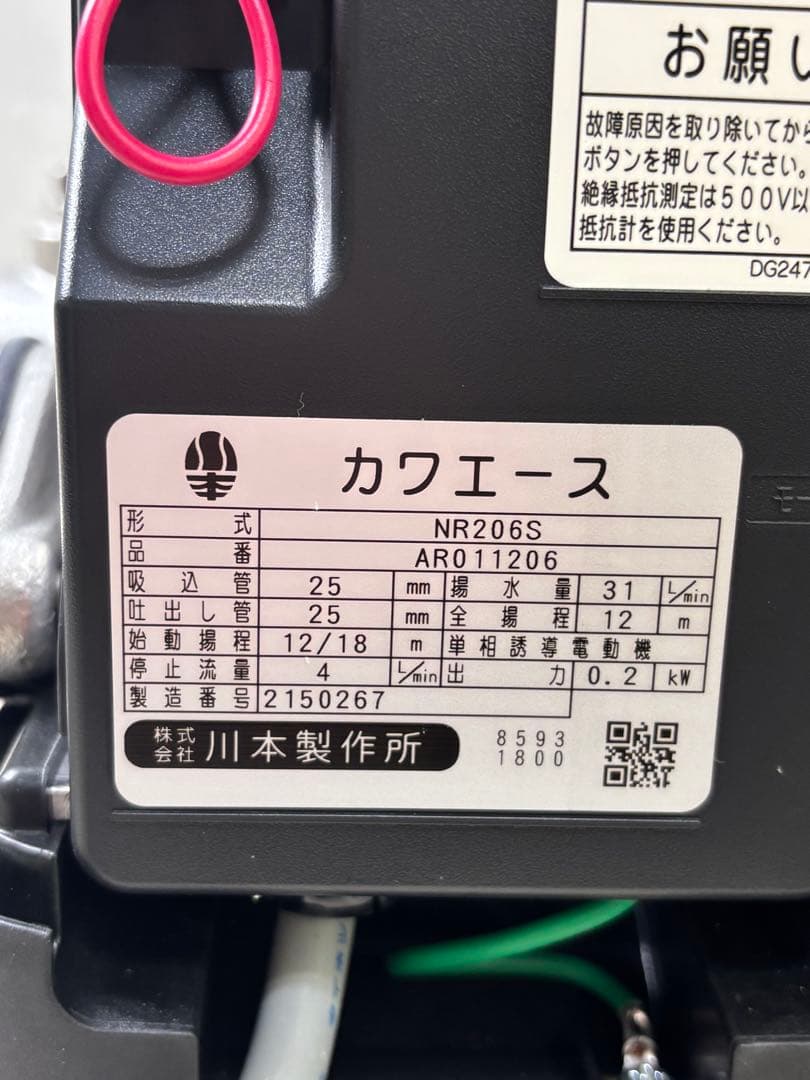 お願い
故障原因を取り除いてから
ボタンを押してください。
絶縁抵抗測定は500V以
抵抗計を使用ください。
DG247
カワエース
形式 NR206S
品番 AR011206
吸込管 25 mm 揚水量 31 L/min
吐出し管 25 mm 全揚程 12 m
始動揚程 12/18 m 単相誘導電動機
停止流量 4 L/min 出力 0.2 kW
製造番号 2150267
株式会社 川本製作所
8593
1800